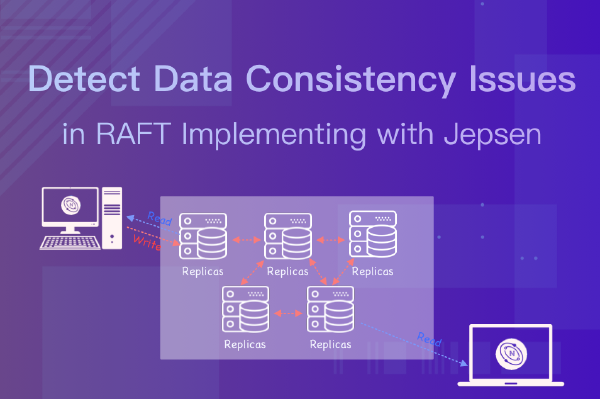 Detect Data Consistency Issues
in RAFT Implementing with Jepsen
Read
Write
Replicas
Replicas
Replicas
Replicas
Replicas
Read
N
N